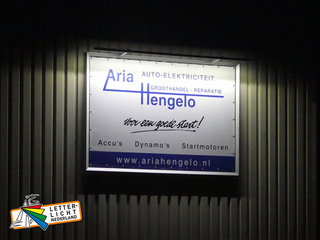 Aria AUTO-ELEKTRICITEIT
GROOTHANDEL - REPARATIE
Hengelo
Voor een goede start!
Accu's Dynamo's Startmotoren
www.ariahengelo.nl
LETTER-
LICHT
NEDERLAND